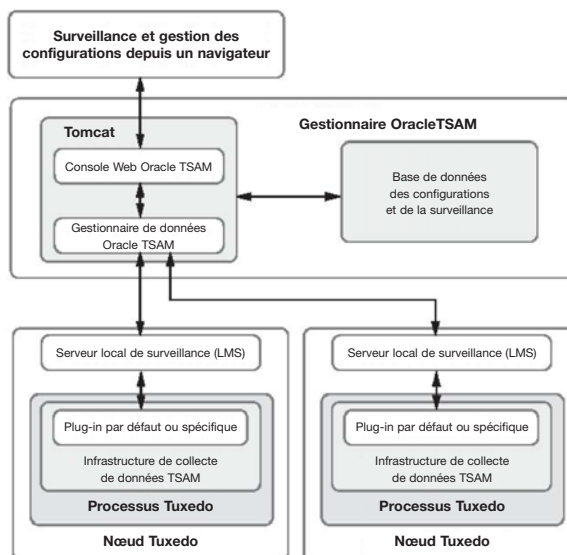 Surveillance et gestion des
configurations depuis un navigateur
Tomcat
Gestionnaire OracleTSAM
Console Web Oracle TSAM
Gestionnaire de données
Oracle TSAM
Base de données
des configurations
et de la surveillance
Serveur local de surveillance (LMS)
Plug-in par défaut ou spécifique
Infrastructure de collecte
de données TSAM
Processus Tuxedo
Nœud Tuxedo
Serveur local de surveillance (LMS)
Plug-in par défaut ou spécifique
Infrastructure de collecte
de données TSAM
Processus Tuxedo
Nœud Tuxedo